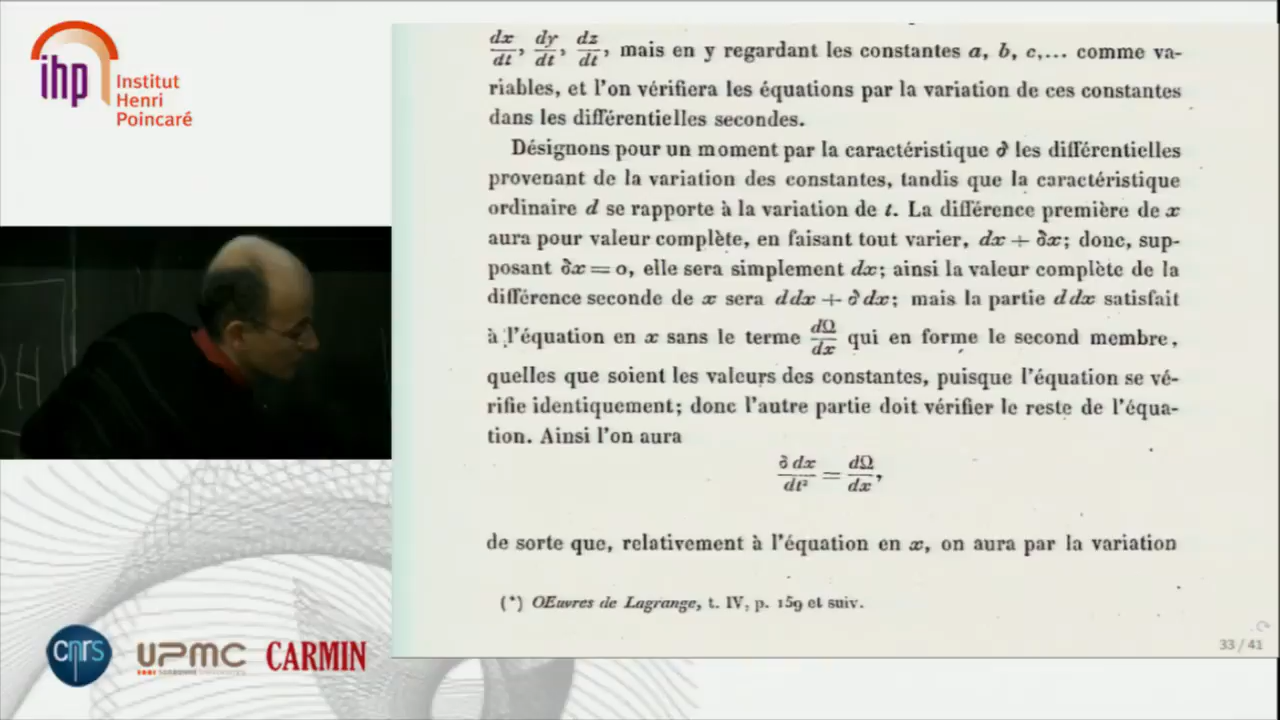 ihp
Institut
Henri
Poincaré
dx/dt, dy/dt, dz/dt, mais en y regardant les constantes a, b, c,... comme va-
riables, et l'on vérifiera les équations par la variation de ces constantes
dans les différentielles secondes.
Désignons pour un moment par la caractéristique ∂ les différentielles
provenant de la variation des constantes, tandis que la caractéristique
ordinaire d se rapporte à la variation de t. La différence première de x
aura pour valeur complète, en faisant tout varier, dx + ∂x; donc, sup-
posant ∂x = 0, elle sera simplement dx; ainsi la valeur complète de la
différence seconde de x sera ddx + ∂dx; mais la partie ddx satisfait
à l'équation en x sans le terme dΩ/dx qui en forme le second membre,
quelles que soient les valeurs des constantes, puisque l'équation se vé-
rifie identiquement; donc l'autre partie doit vérifier le reste de l'équa-
tion. Ainsi l'on aura
∂dx/dt² = dΩ/dx,
de sorte que, relativement à l'équation en x, on aura par la variation
(*) OEuvres de Lagrange, t. IV, p. 159 et suiv.
33 / 41
H
cnrs
UPMC
CARMIN